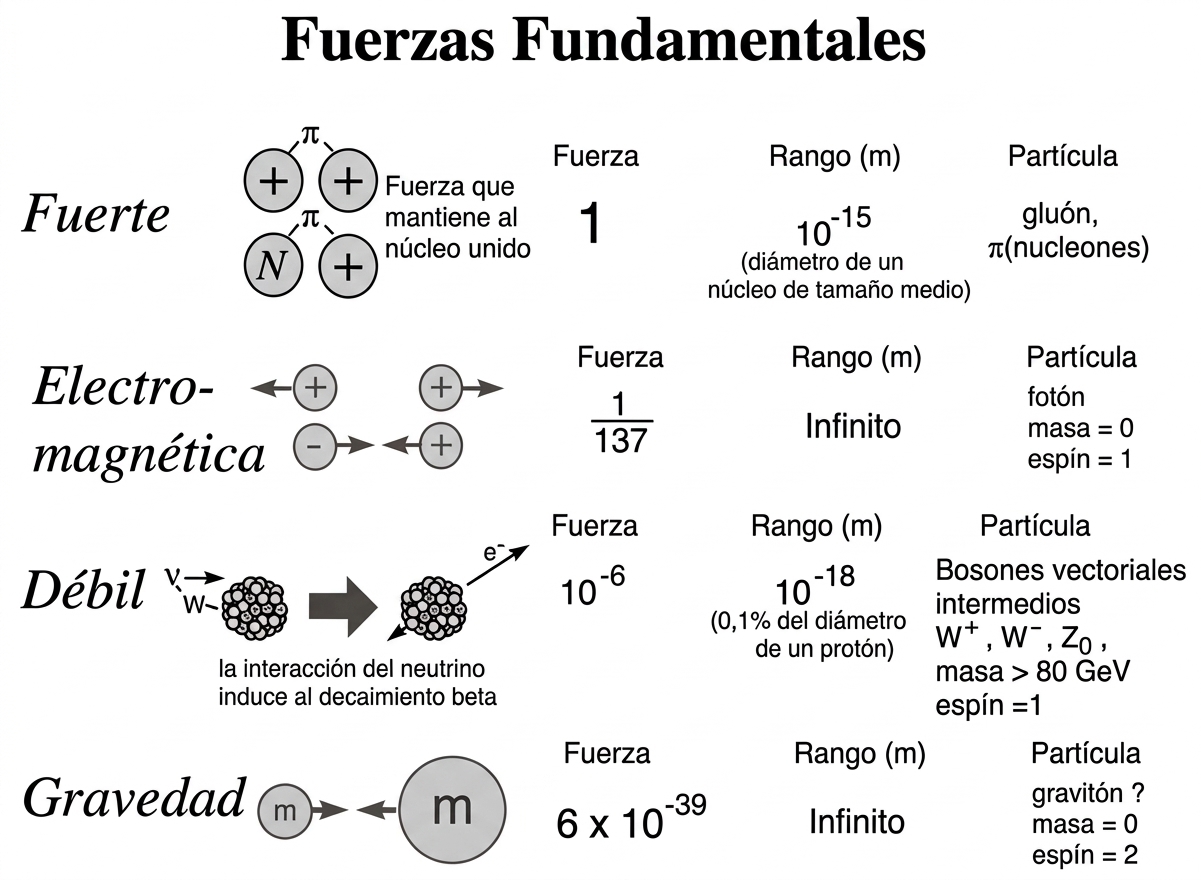 Fuerzas Fundamentales
Fuerte
π
+ +
π
N +
Fuerza que
mantiene al
núcleo unido
Fuerza
1
Rango (m)
10⁻¹⁵
(diámetro de un
núcleo de tamaño medio)
Partícula
gluón,
π(nucleones)
Electro-
magnética
+ +
- +
Fuerza
1
137
Rango (m)
Infinito
Partícula
fotón
masa = 0
espín = 1
Débil
ν
W
e⁻
la interacción del neutrino
induce al decaimiento beta
Fuerza
10⁻⁶
Rango (m)
10⁻¹⁸
(0,1% del diámetro
de un protón)
Partícula
Bosones vectoriales
intermedios
W⁺ , W⁻ , Z₀ ,
masa > 80 GeV
espín =1
Gravedad
m m
Fuerza
6 x 10⁻³⁹
Rango (m)
Infinito
Partícula
gravitón ?
masa = 0
espín = 2